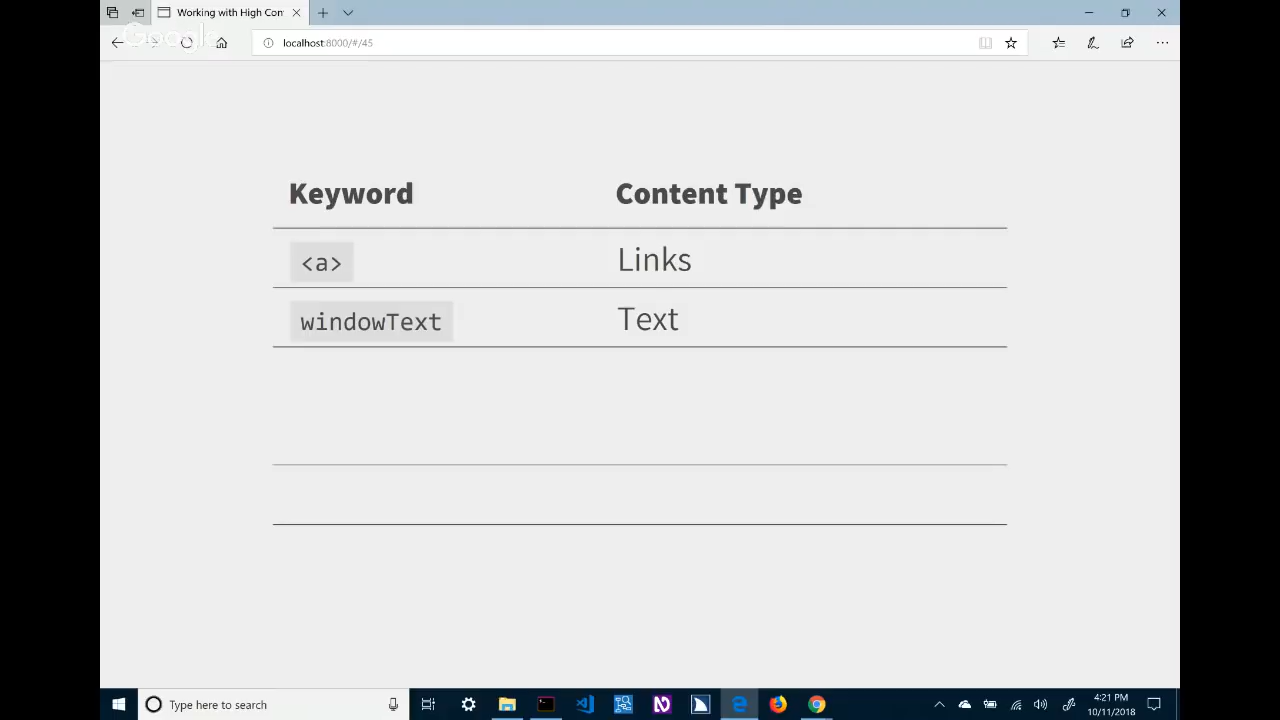 Working with High Con
Google
localhost:8000/#/45
Keyword Content Type
<a> Links
windowText Text
Type here to search
4:21 PM
10/11/2018